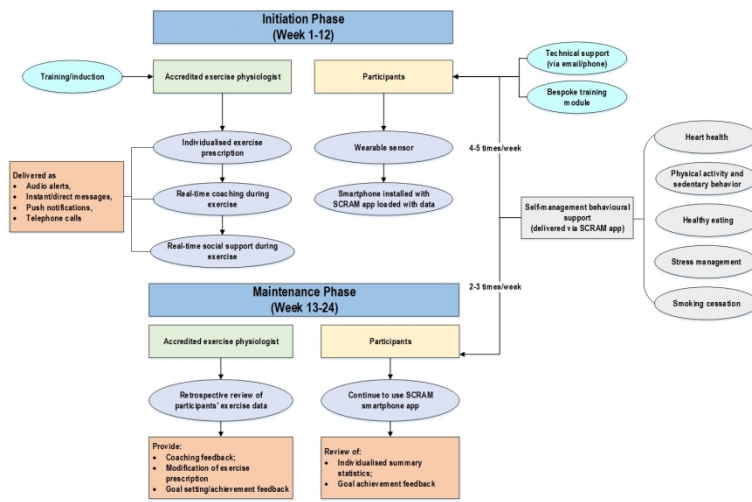 Initiation Phase
(Week 1-12)
Training/induction
Accredited exercise physiologist
Participants
Technical support
(via email/phone)
Bespoke training
module
Individualised exercise
prescription
Wearable sensor
4-5 times/week
Heart health
Delivered as
• Audio alerts,
• Instant/direct messages,
• Push notifications,
• Telephone calls
Real-time coaching during
exercise
Smartphone installed with
SCRAM app loaded with data
Physical activity and
sedentary behavior
Self-management behavioural
support
(delivered via SCRAM app)
Healthy eating
Real-time social support during
exercise
Stress management
2-3 times/week
Smoking cessation
Maintenance Phase
(Week 13-24)
Accredited exercise physiologist
Participants
Retrospective review of
participants' exercise data
Continue to use SCRAM
smartphone app
Provide:
• Coaching feedback;
• Modification of exercise
prescription
• Goal setting/achievement feedback
Review of:
• Individualised summary
statistics;
• Goal achievement feedback